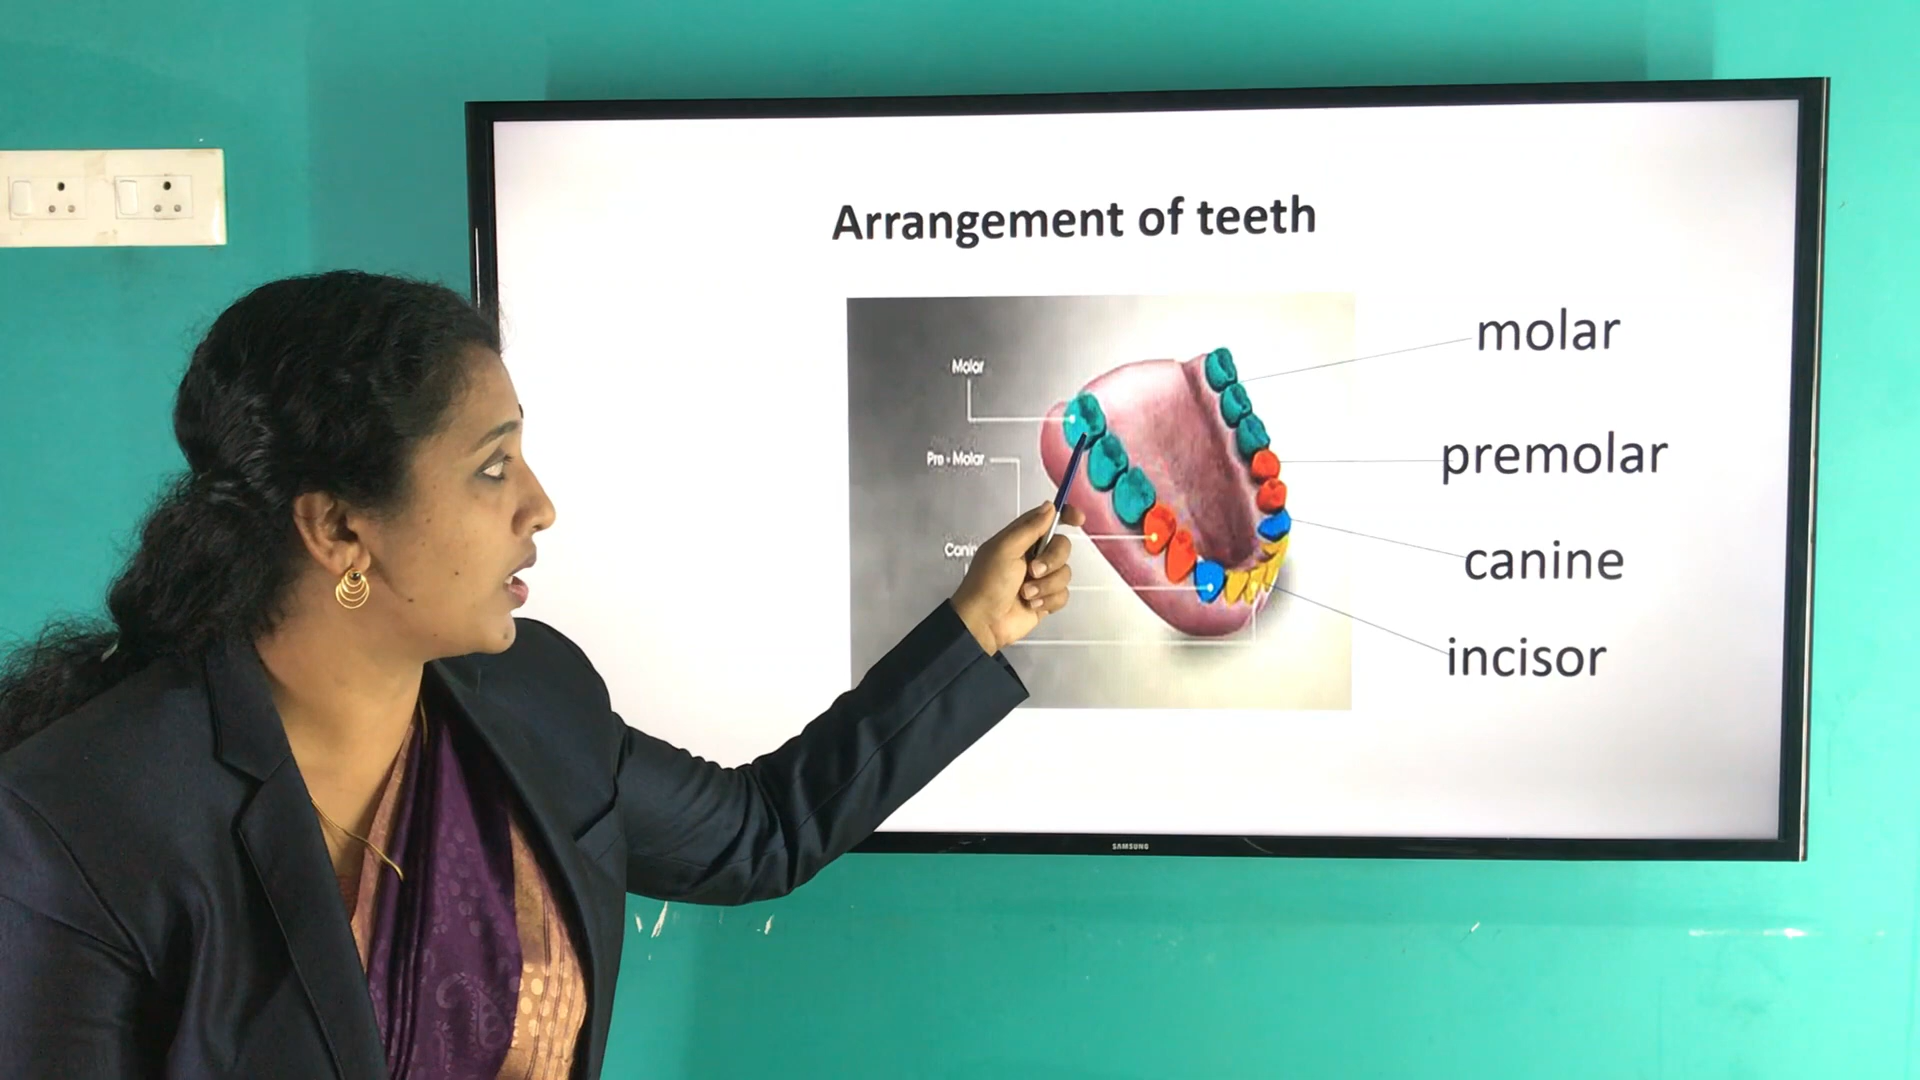 Arrangement of teeth
Molar
Pre - Molar
molar
premolar
canine
incisor
SAMSUNG